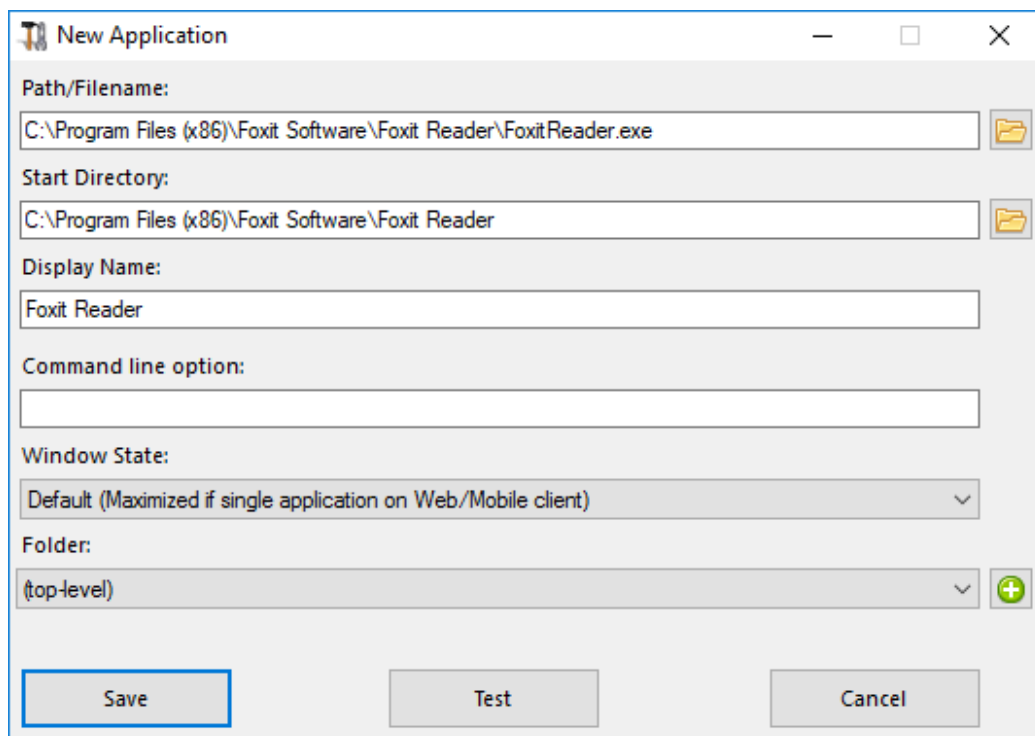 New Application
Path/Filename:
C:\Program Files (x86)\Foxit Software\Foxit Reader\FoxitReader.exe
Start Directory:
C:\Program Files (x86)\Foxit Software\Foxit Reader
Display Name:
Foxit Reader
Command line option:
Window State:
Default (Maximized if single application on Web/Mobile client)
Folder:
(top-level)
Save Test Cancel